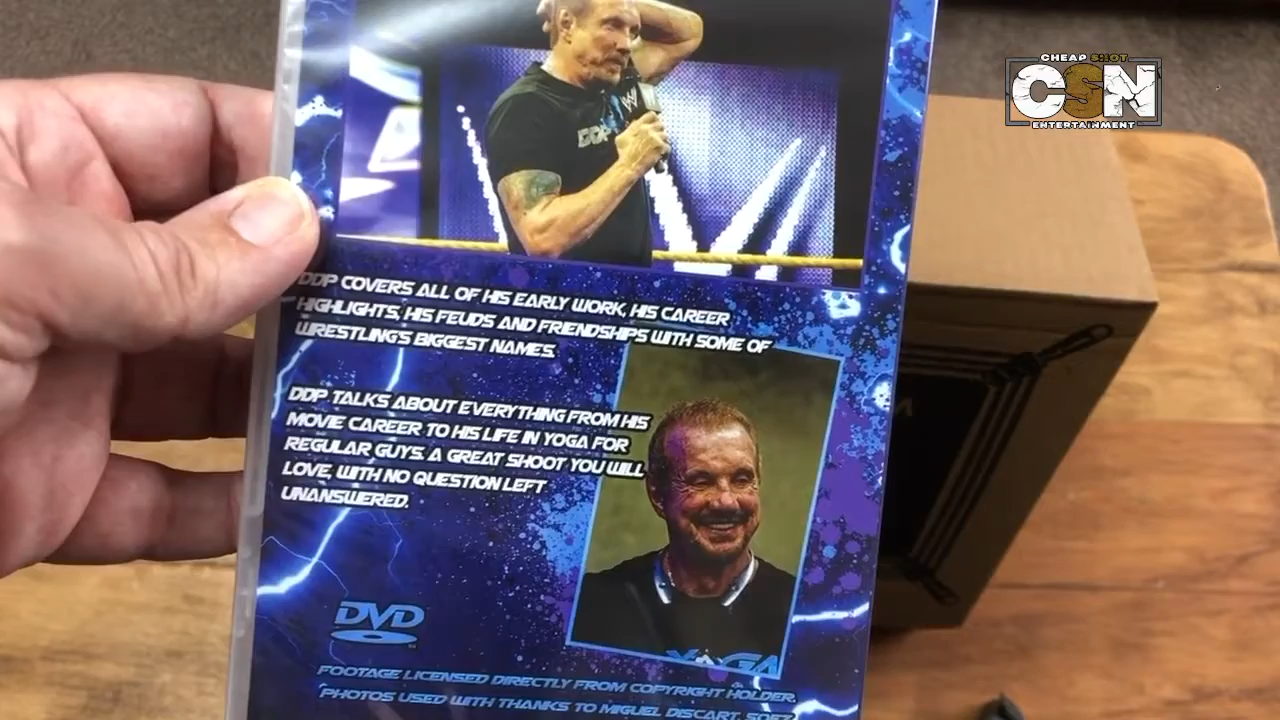 CHEAP SHOT
CSN
ENTERTAINMENT
DDP
DDP COVERS ALL OF HIS EARLY WORK, HIS CAREER
HIGHLIGHTS, HIS FEUDS AND FRIENDSHIPS WITH SOME OF
WRESTLING'S BIGGEST NAMES.
DDP TALKS ABOUT EVERYTHING FROM HIS
MOVIE CAREER TO HIS LIFE IN YOGA FOR
REGULAR GUYS. A GREAT SHOOT YOU WILL
LOVE, WITH NO QUESTION LEFT
UNANSWERED.
YOGA
DVD
FOOTAGE LICENSED DIRECTLY FROM COPYRIGHT HOLDER.
PHOTOS USED WITH THANKS TO MIGUEL DISCART,